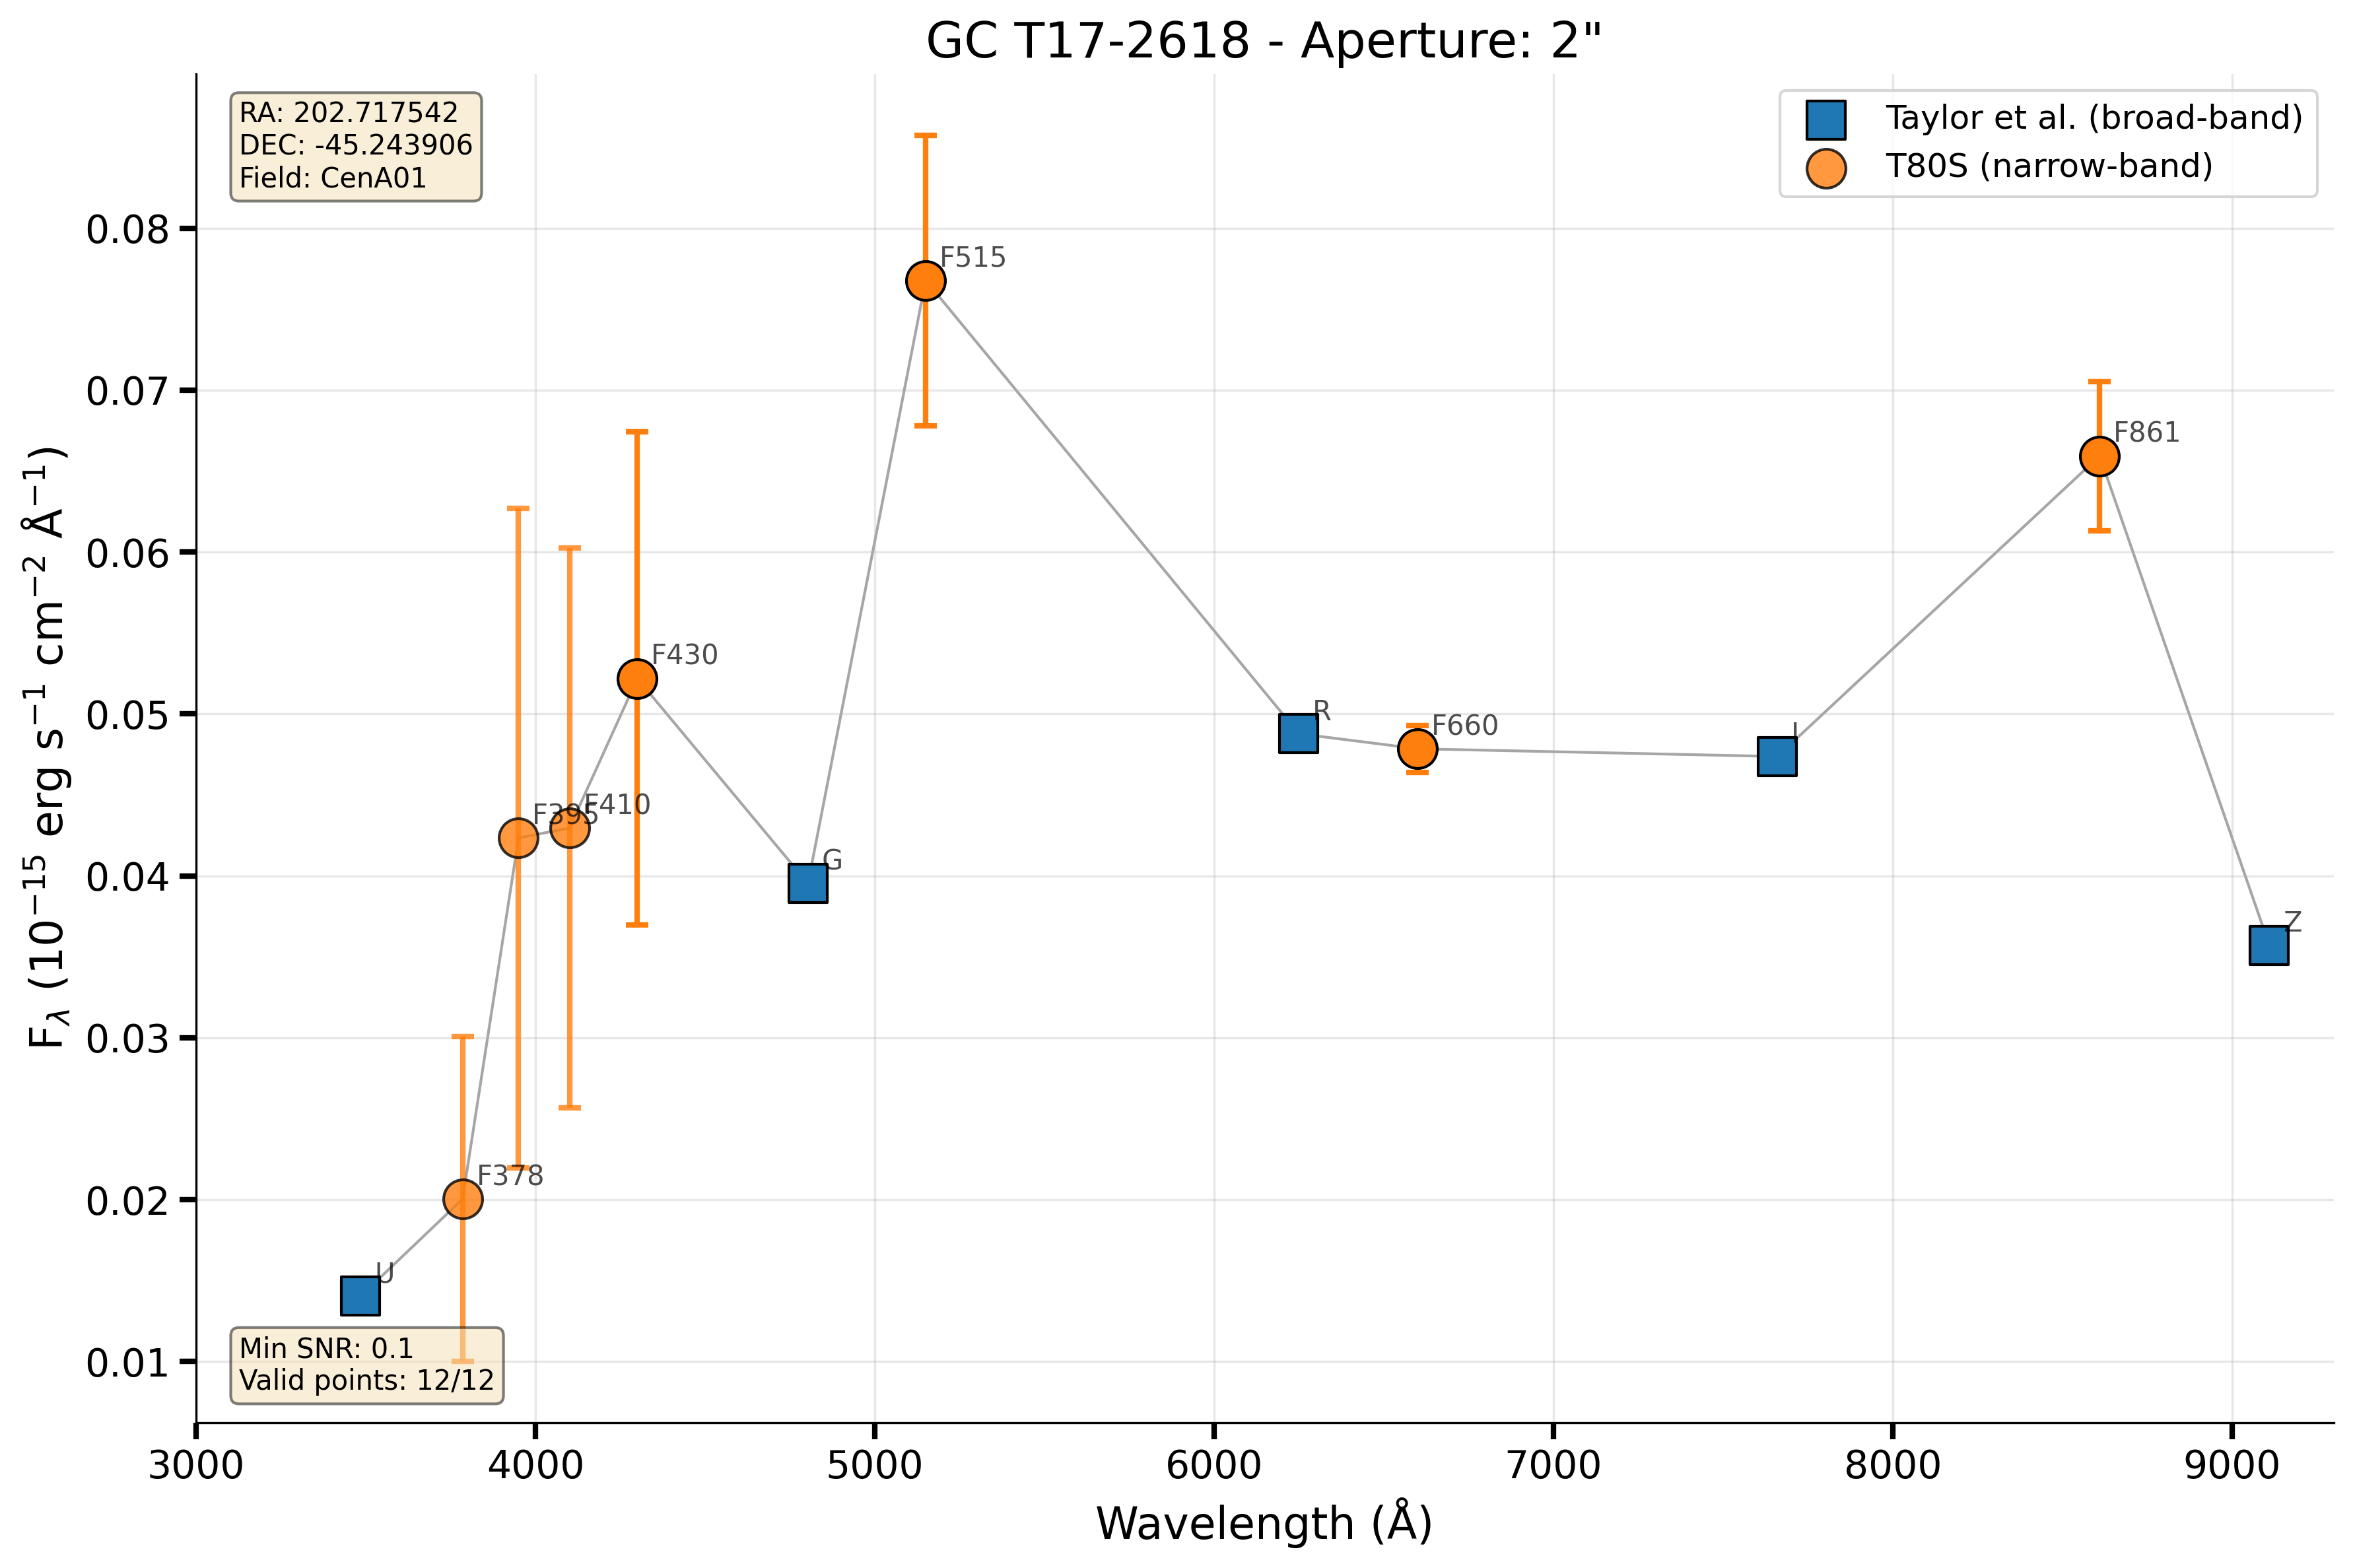 GC T17-2618 - Aperture: 2"
RA: 202.717542
DEC: -45.243906
Field: CenA01
Taylor et al. (broad-band)
T80S (narrow-band)
F515
F861
F430
R
F660
I
F395
F410
G
Z
F378
U
Min SNR: 0.1
Valid points: 12/12
0.08
0.07
0.06
0.05
0.04
0.03
0.02
0.01
F_λ (10⁻¹⁵ erg s⁻¹ cm⁻² Å⁻¹)
3000 4000 5000 6000 7000 8000 9000
Wavelength (Å)